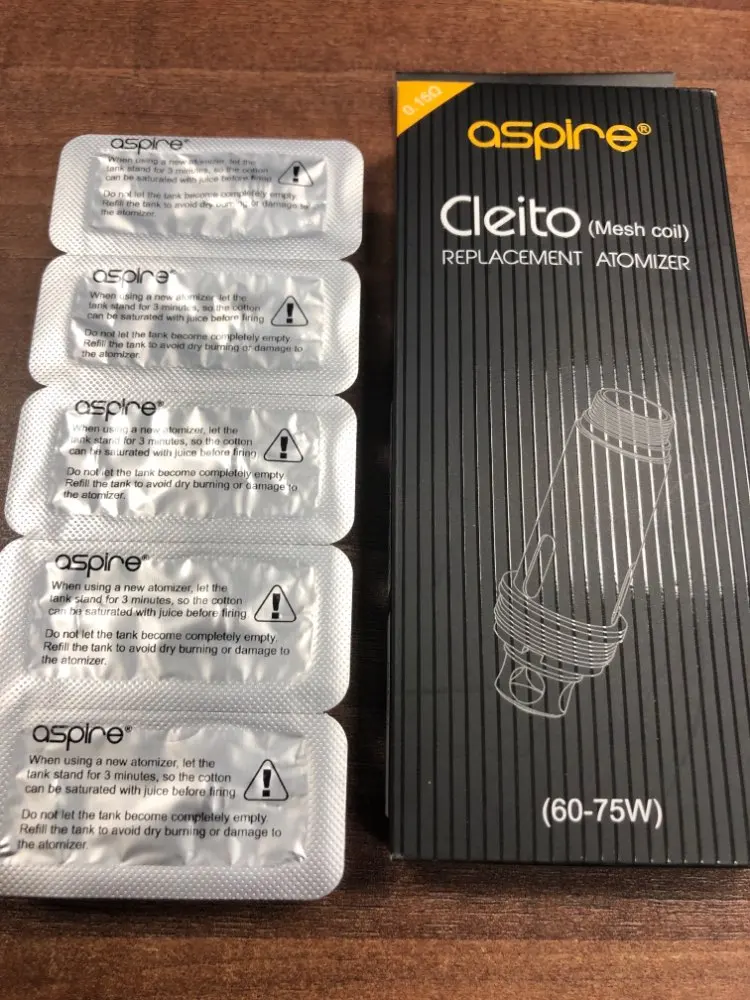 aspire®
When using a new atomizer, let the
tank stand for 3 minutes, so the cotton
can be saturated with juice before firing
Do not let the tank become completely empty.
Refill the tank to avoid dry burning or damage to
the atomizer.
!
aspire®
When using a new atomizer, let the
tank stand for 3 minutes, so the cotton
can be saturated with juice before firing
Do not let the tank become completely empty.
Refill the tank to avoid dry burning or damage to
the atomizer.
!
aspire®
When using a new atomizer, let the
tank stand for 3 minutes, so the cotton
can be saturated with juice before firing
Do not let the tank become completely empty.
Refill the tank to avoid dry burning or damage to
the atomizer.
!
aspire®
When using a new atomizer, let the
tank stand for 3 minutes, so the cotton
can be saturated with juice before firing
Do not let the tank become completely empty.
Refill the tank to avoid dry burning or damage to
the atomizer.
!
aspire®
When using a new atomizer, let the
tank stand for 3 minutes, so the cotton
can be saturated with juice before firing
Do not let the tank become completely empty.
Refill the tank to avoid dry burning or damage to
the atomizer.
!
0.15Ω
aspire®
Cleito (Mesh coil)
REPLACEMENT ATOMIZER
(60-75W)